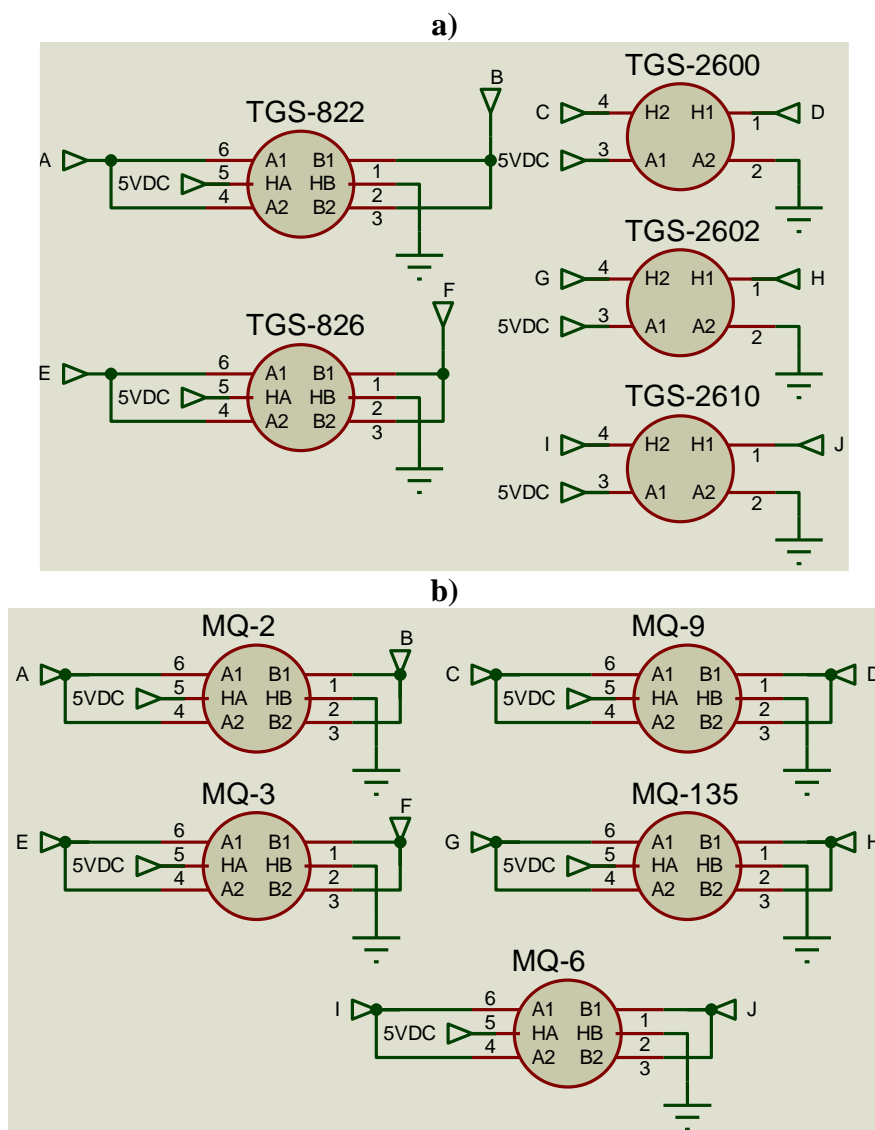 a)
TGS-822
A
B
6 A1 B1 1
5VDC 5 HA HB 2
4 A2 B2 3
TGS-2600
C 4 H2 H1 1 D
5VDC 3 A1 A2 2
TGS-2602
G 4 H2 H1 1 H
5VDC 3 A1 A2 2
TGS-826
E
F
6 A1 B1 1
5VDC 5 HA HB 2
4 A2 B2 3
TGS-2610
I 4 H2 H1 1 J
5VDC 3 A1 A2 2
b)
MQ-2
A 6 A1 B1 1 B
5VDC 5 HA HB 2
4 A2 B2 3
MQ-9
C 6 A1 B1 1 D
5VDC 5 HA HB 2
4 A2 B2 3
MQ-3
E 6 A1 B1 1 F
5VDC 5 HA HB 2
4 A2 B2 3
MQ-135
G 6 A1 B1 1 H
5VDC 5 HA HB 2
4 A2 B2 3
MQ-6
I 6 A1 B1 1 J
5VDC 5 HA HB 2
4 A2 B2 3